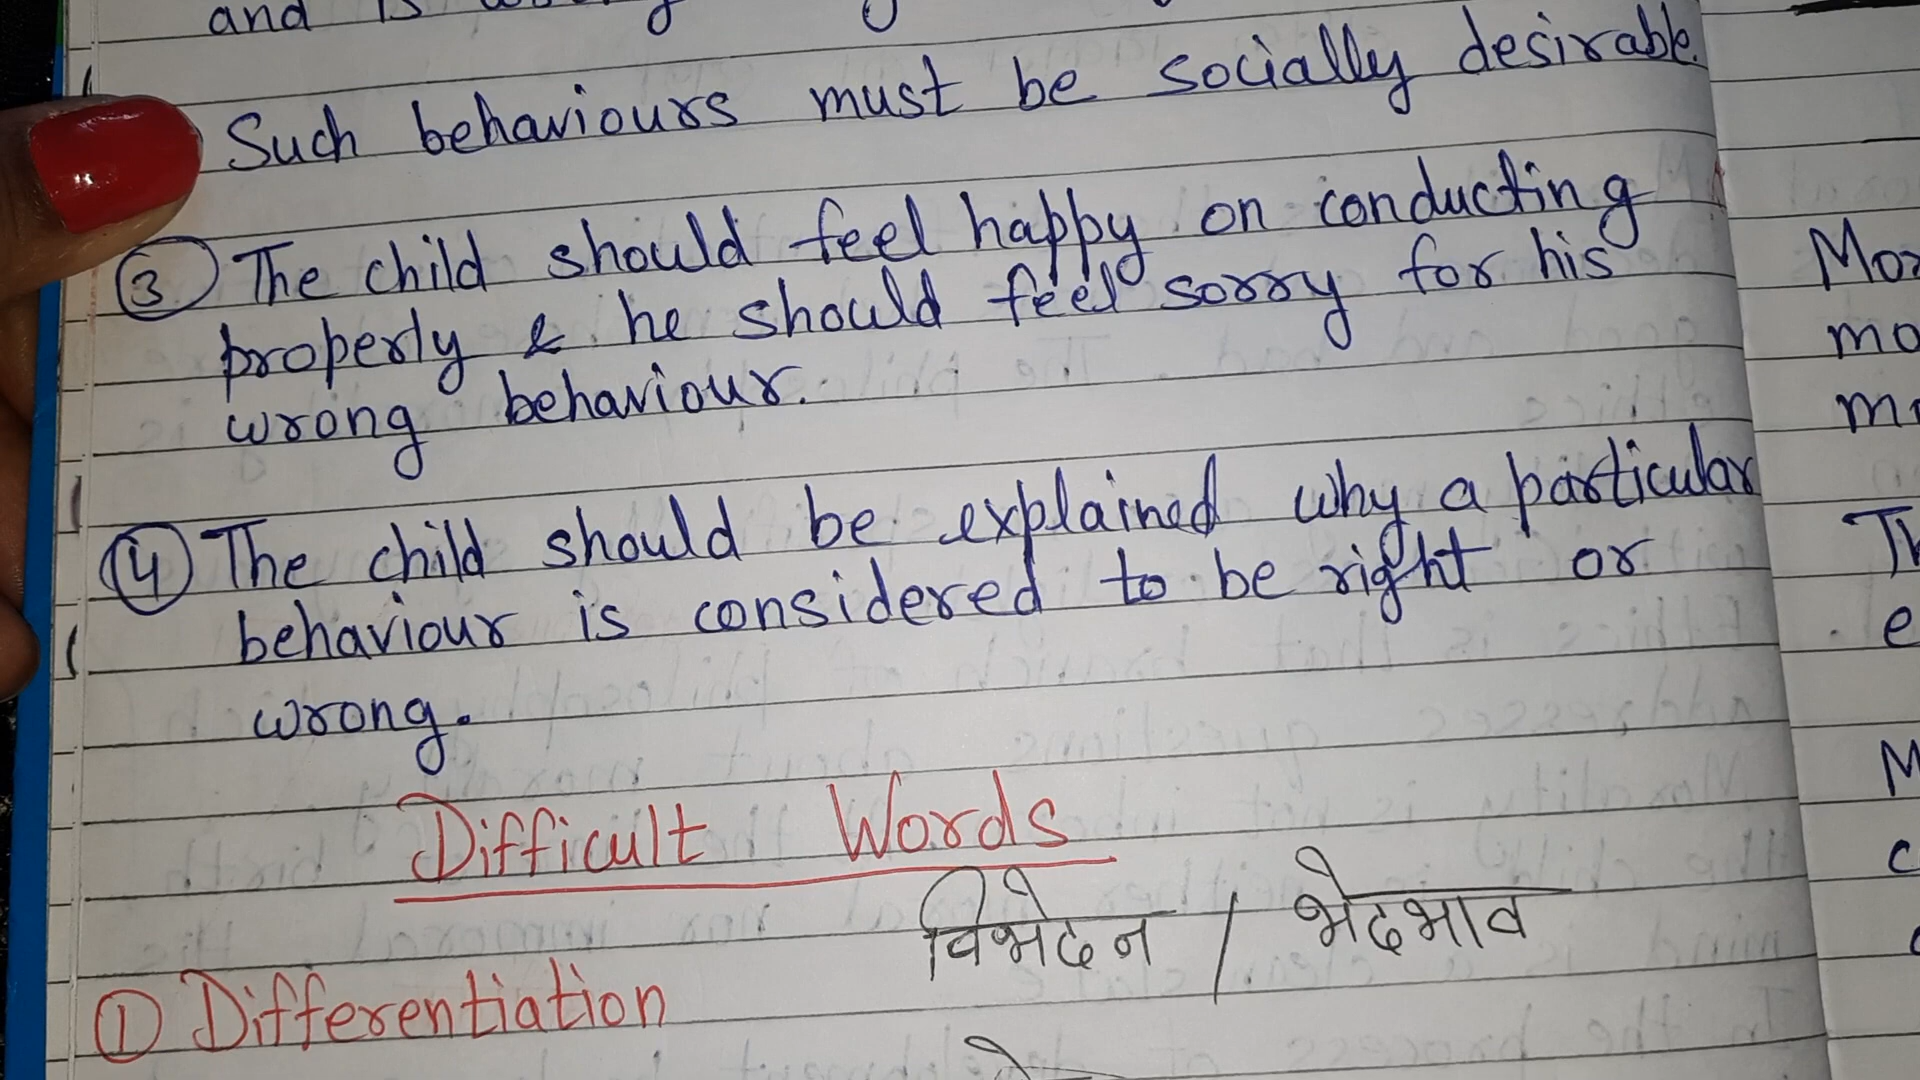 and is
Such behaviours must be socially desirable.
③ The child should feel happy on conducting
properly & he should feel sorry for his
wrong behaviour.
④ The child should be explained why a particular
behaviour is considered to be right or
wrong.
Difficult Words
विभेदन / भेदभाव
① Differentiation